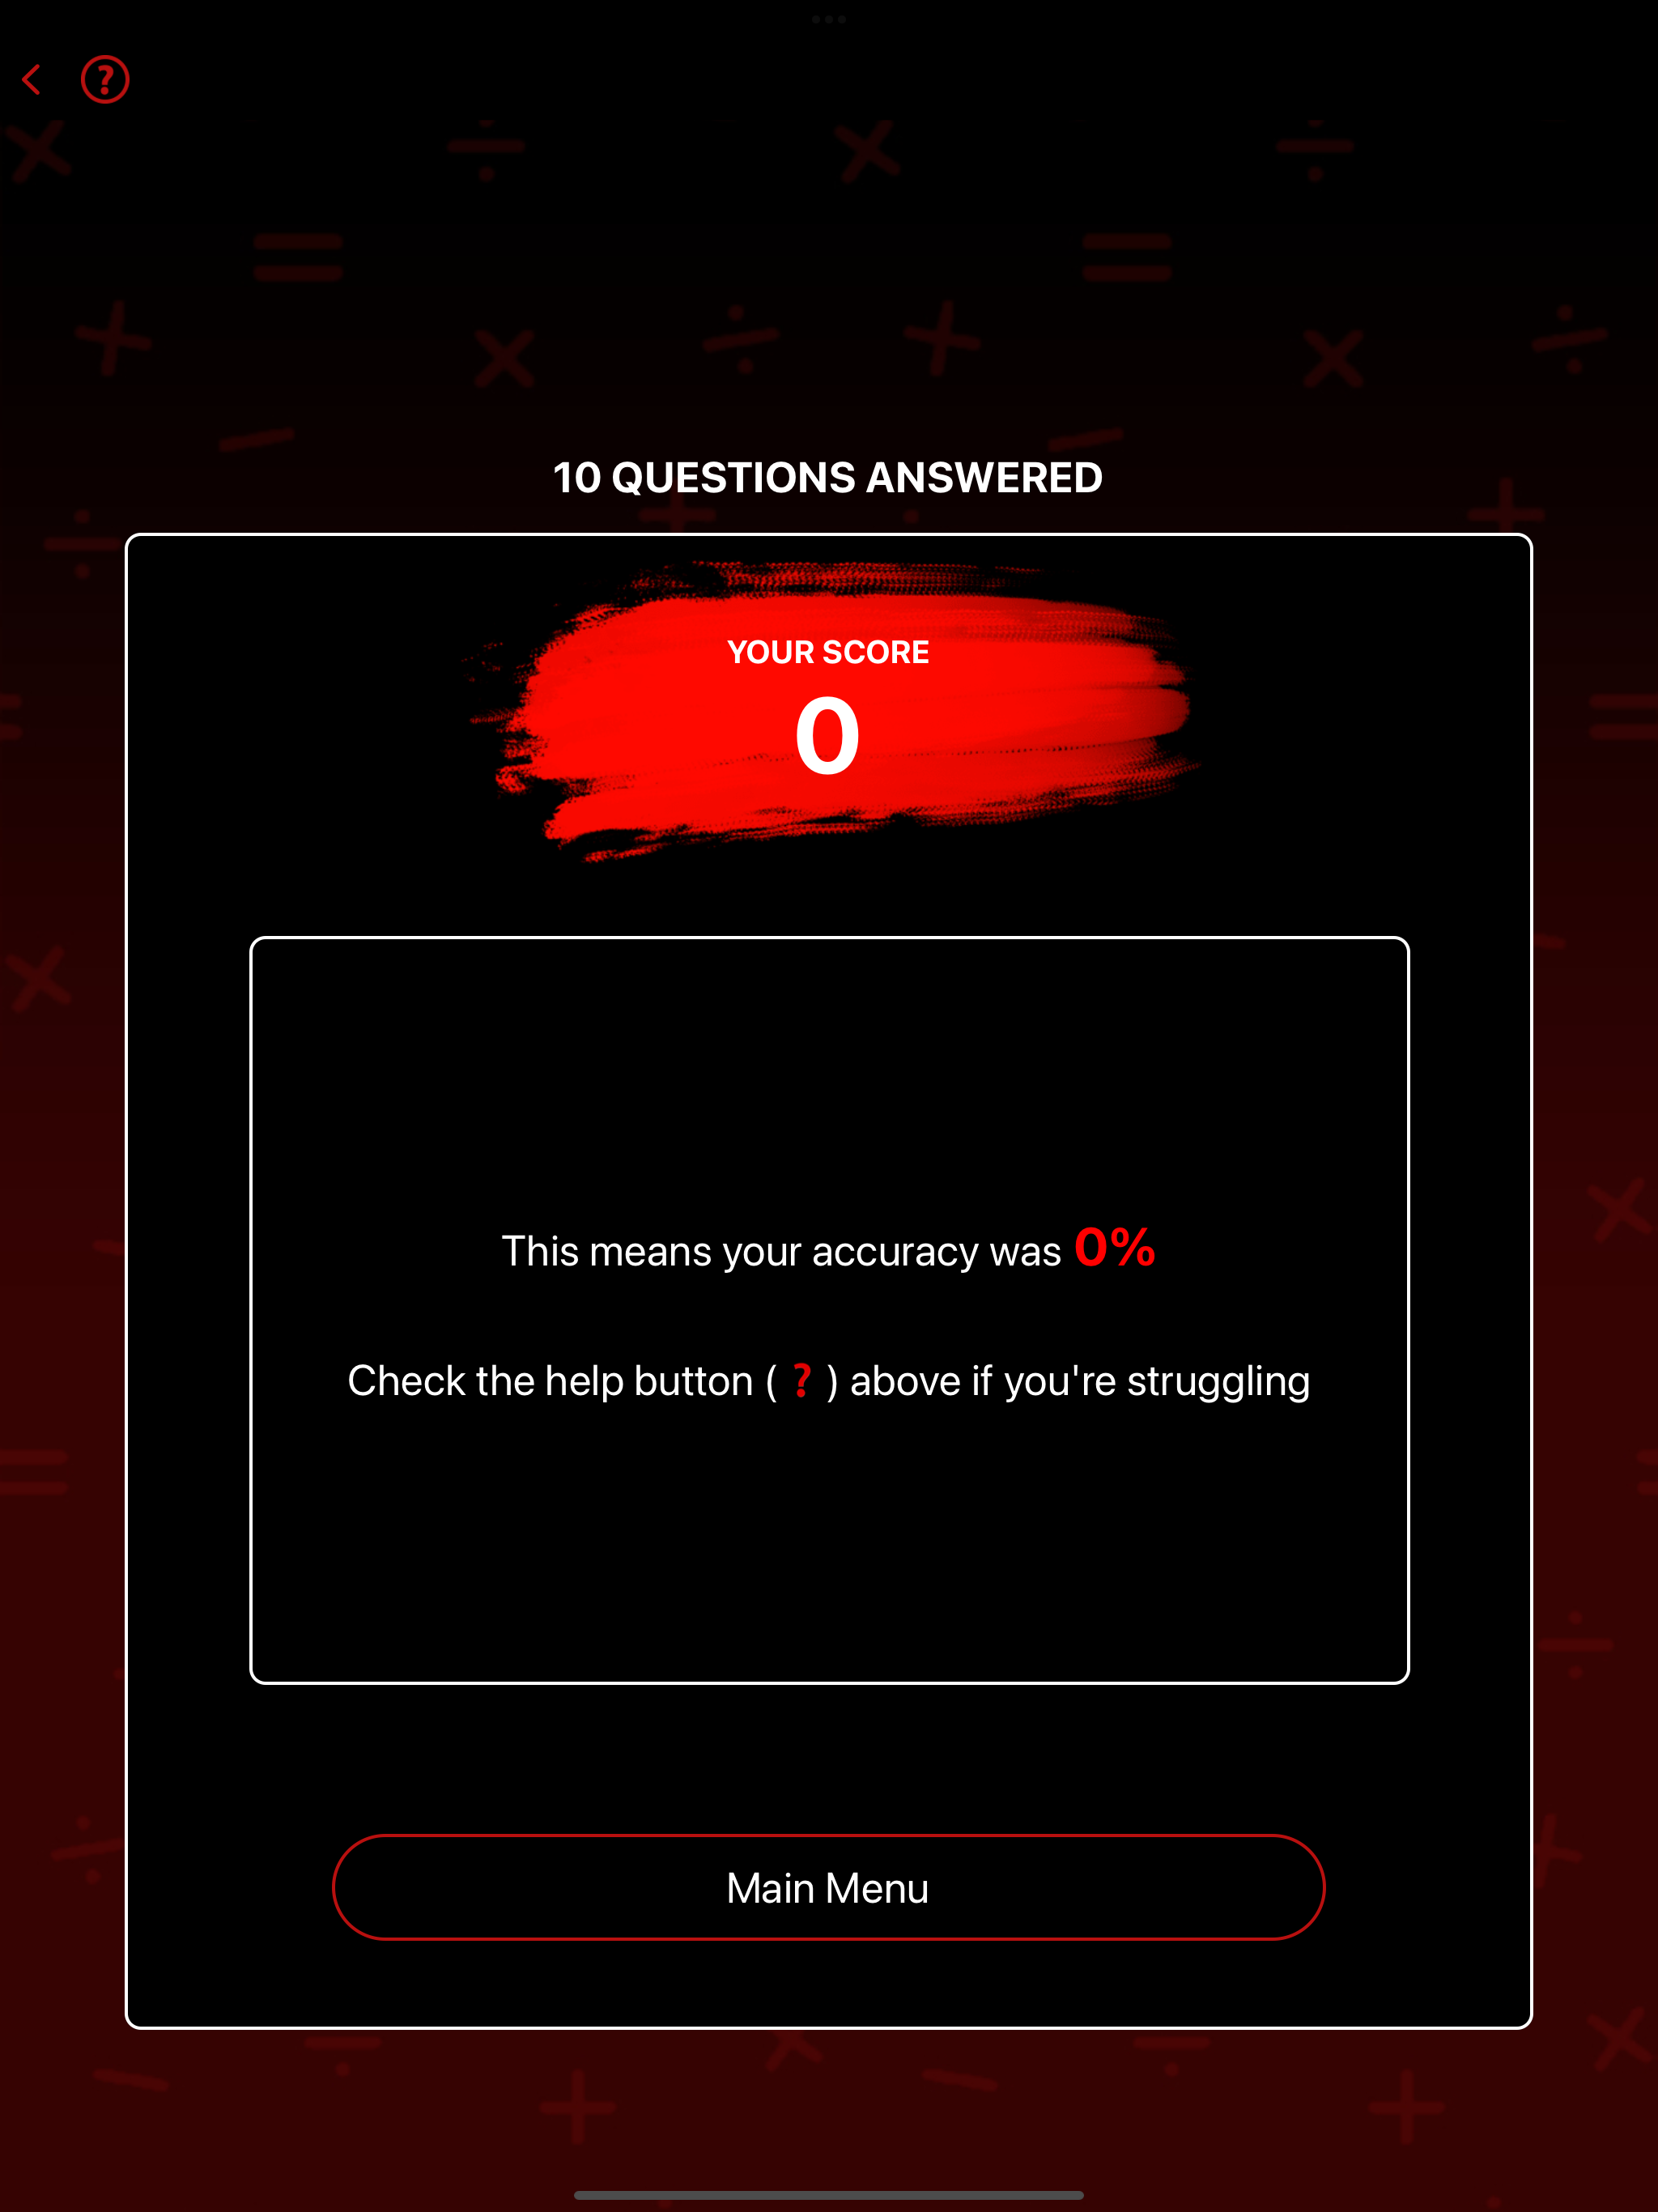 ?
10 QUESTIONS ANSWERED
YOUR SCORE
0
This means your accuracy was 0%
Check the help button ( ? ) above if you're struggling
Main Menu